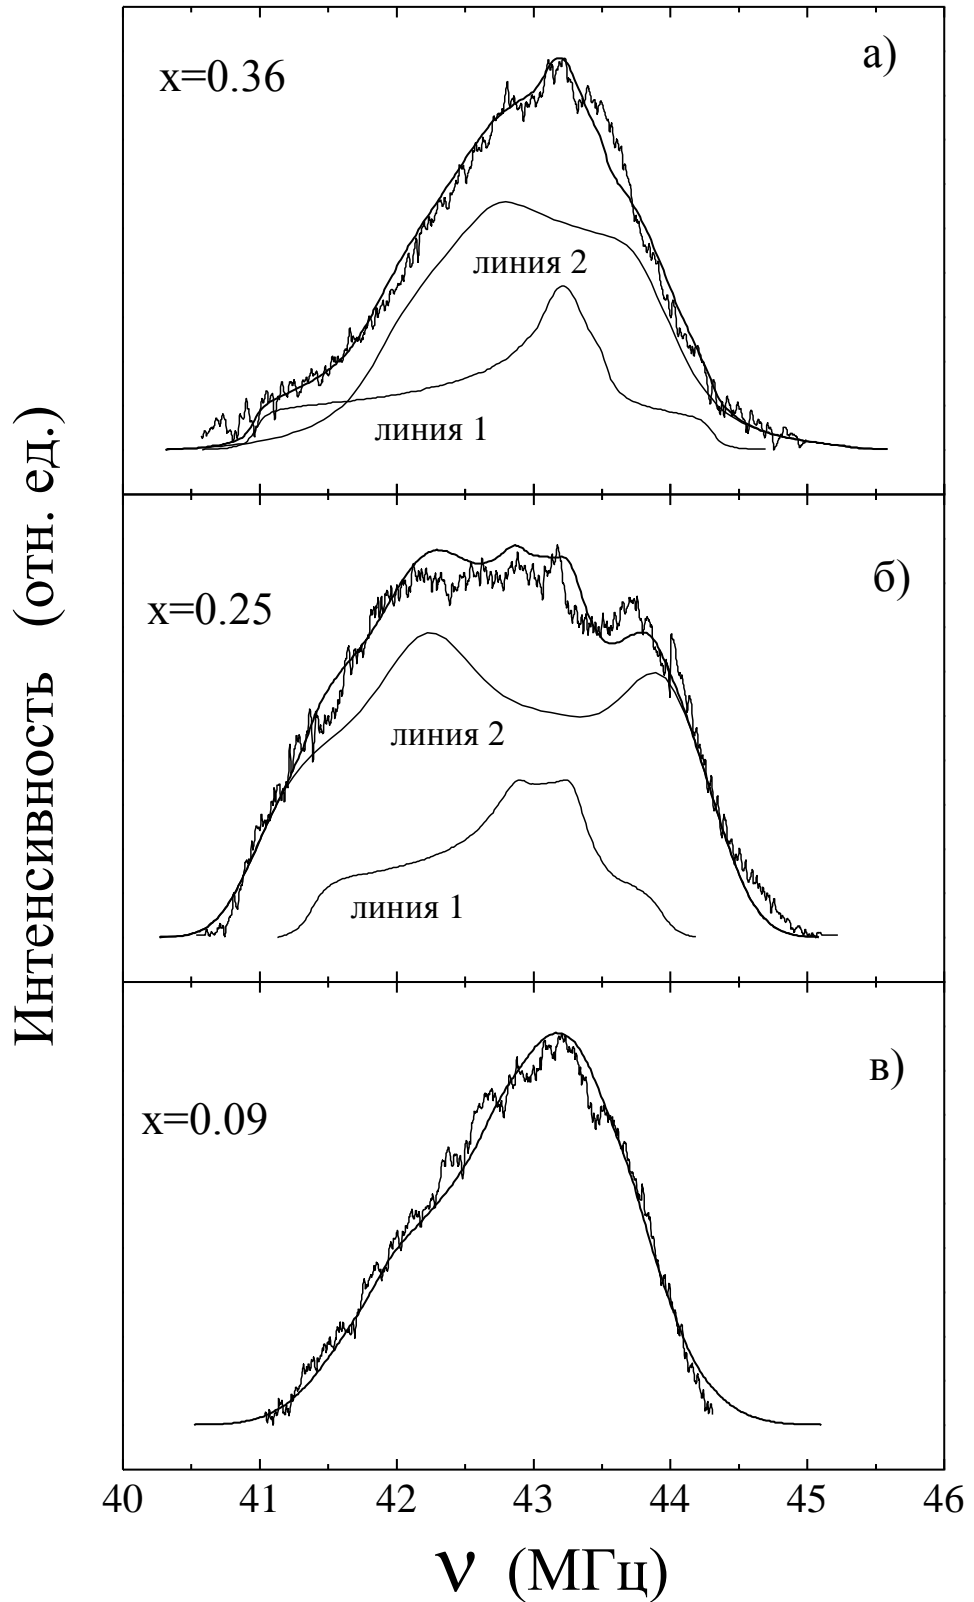 а)
x=0.36
линия 2
линия 1
б)
x=0.25
линия 2
линия 1
в)
x=0.09
Интенсивность (отн. ед.)
40 41 42 43 44 45 46
ν (МГц)